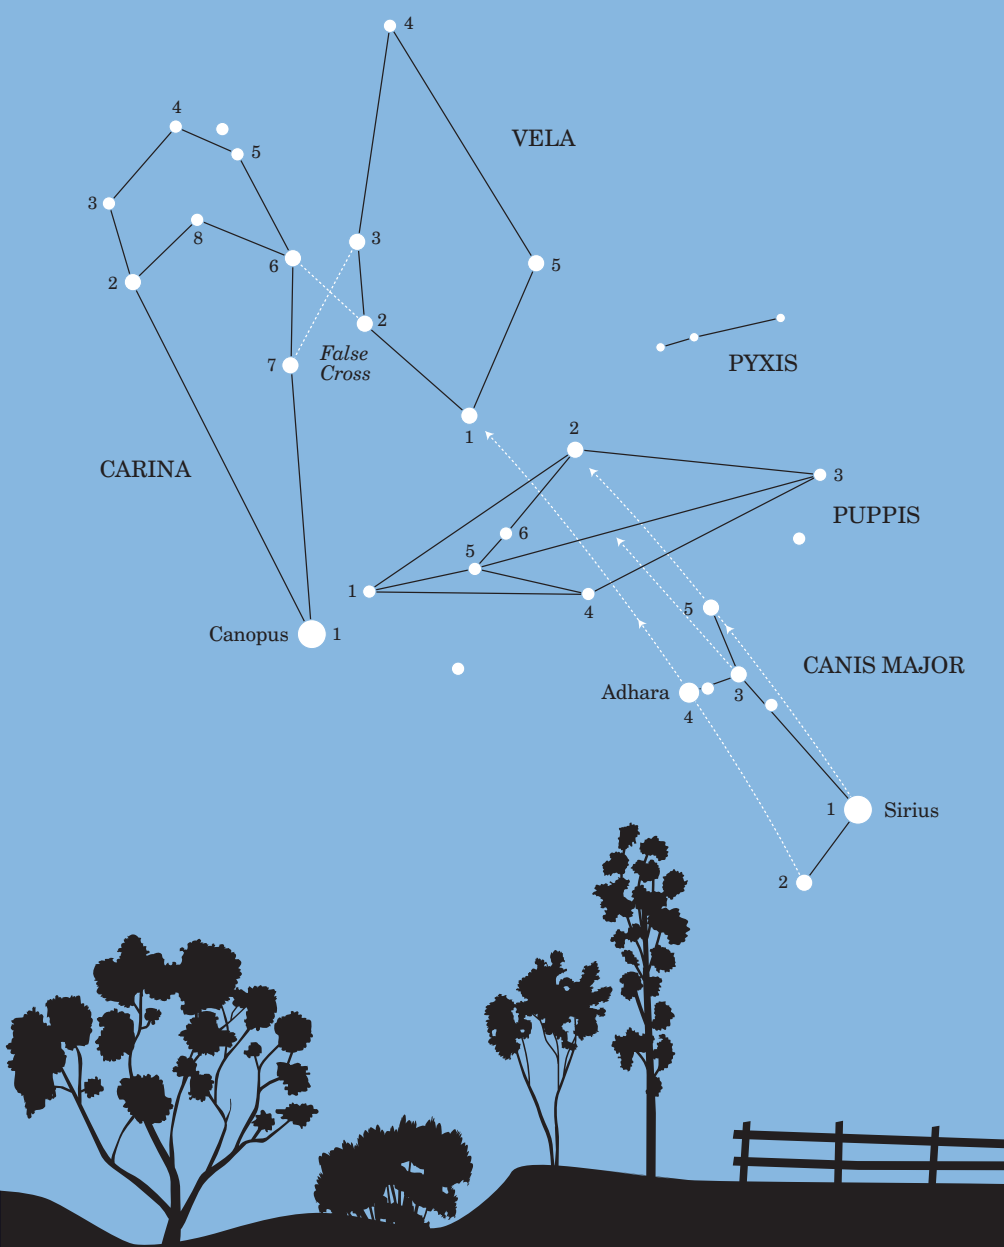 4
VELA
4
5
3
8
3
6
5
2
2
False
Cross
7
PYXIS
1
2
CARINA
3
PUPPIS
6
5
1
4
5
Canopus 1
CANIS MAJOR
Adhara
3
4
1 Sirius
2